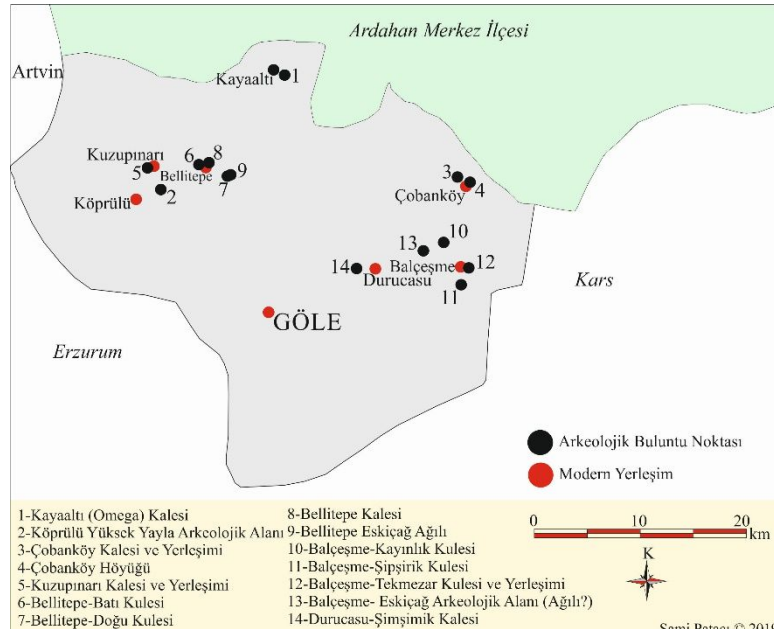 Ardahan Merkez İlçesi
Artvin
Kayaaltı 1
Kuzupınarı
5
6
8
Bellitepe
9
7
2
Köprülü
3
4
Çobanköy
10
13
14
Balçeşme
12
Durucasu
11
Kars
GÖLE
Erzurum
Arkeolojik Buluntu Noktası
Modern Yerleşim
1-Kayaaltı (Omega) Kalesi
2-Köprülü Yüksek Yayla Arkeolojik Alanı
3-Çobanköy Kalesi ve Yerleşimi
4-Çobanköy Höyüğü
5-Kuzupınarı Kalesi ve Yerleşimi
6-Bellitepe-Batı Kulesi
7-Bellitepe-Doğu Kulesi
8-Bellitepe Kalesi
9-Bellitepe Eskiçağ Ağılı
10-Balçeşme-Kayınlık Kulesi
11-Balçeşme-Şipşirik Kulesi
12-Balçeşme-Tekmezar Kulesi ve Yerleşimi
13-Balçeşme- Eskiçağ Arkeolojik Alanı (Ağılı?)
14-Durucasu-Şimşimik Kalesi
0 10 20
km
K
Sami Patacı © 2019